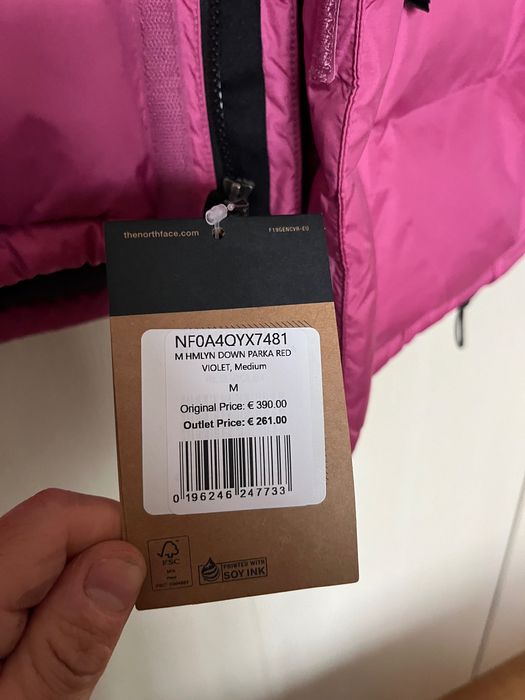 thenorthface.com
F19GENCVR-EU
NF0A4QYX7481
M HMLYN DOWN PARKA RED
VIOLET, Medium
M
Original Price: € 390.00
Outlet Price: € 261.00
0 196246 247733
FSC
MIX
PRINTED WITH
SOY INK